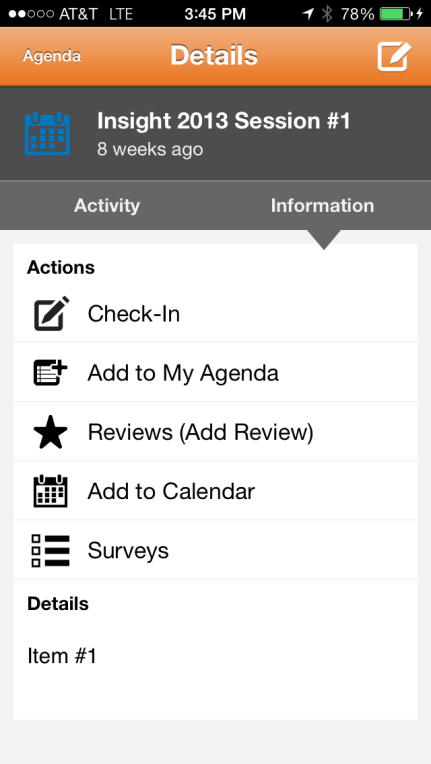 AT&T LTE 3:45 PM 78%
Agenda Details
Insight 2013 Session #1
8 weeks ago
Activity Information
Actions
Check-In
Add to My Agenda
Reviews (Add Review)
Add to Calendar
Surveys
Details
Item #1